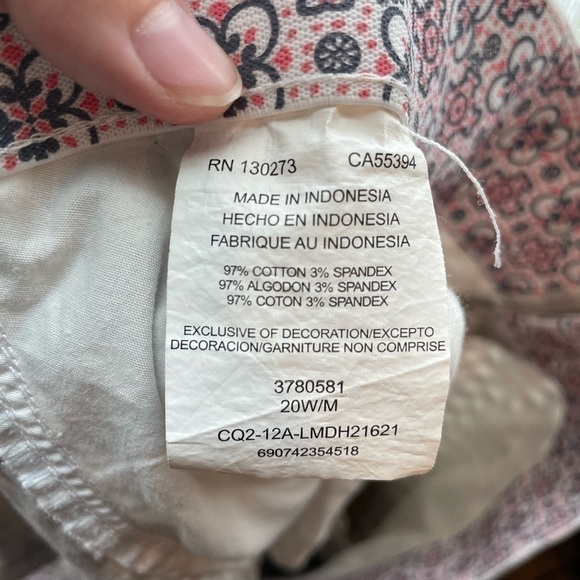 RN 130273 CA55394
MADE IN INDONESIA
HECHO EN INDONESIA
FABRIQUE AU INDONESIA
97% COTTON 3% SPANDEX
97% ALGODON 3% SPANDEX
97% COTON 3% SPANDEX
EXCLUSIVE OF DECORATION/EXCEPTO
DECORACION/GARNITURE NON COMPRISE
3780581
20W/M
CQ2-12A-LMDH21621
690742354518